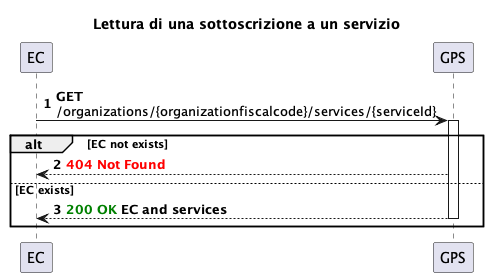 Lettura di una sottoscrizione a un servizio
EC
GPS
1 GET
/organizations/{organizationfiscalcode}/services/{serviceId}
alt [EC not exists]
2 404 Not Found
[EC exists]
3 200 OK EC and services
EC
GPS